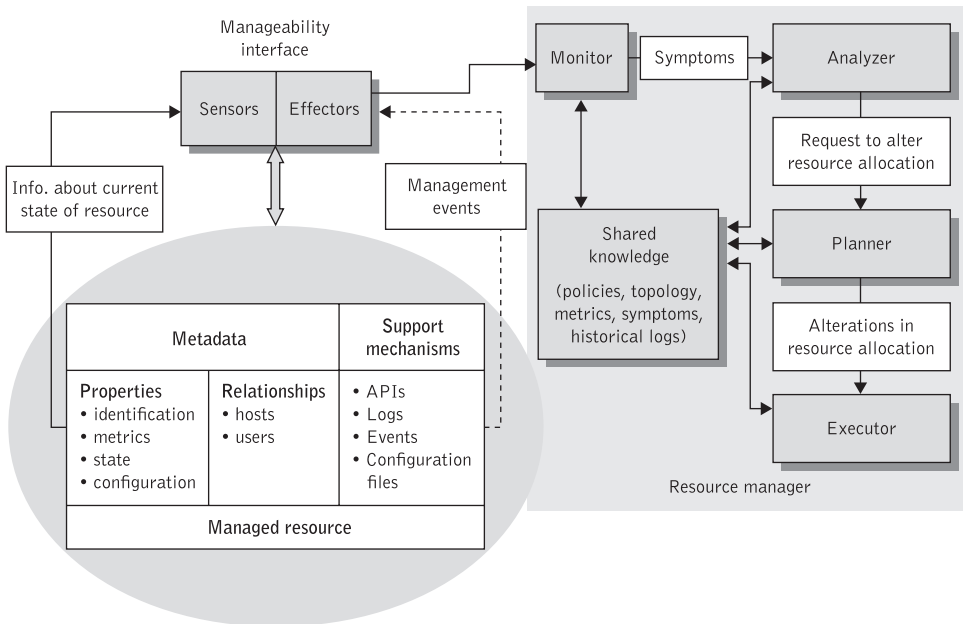 Manageability
interface
Sensors
Effectors
Info. about current
state of resource
Management
events
Metadata
Support
mechanisms
Properties
• identification
• metrics
• state
• configuration
Relationships
• hosts
• users
• APIs
• Logs
• Events
• Configuration
files
Managed resource
Monitor
Symptoms
Analyzer
Request to alter
resource allocation
Shared
knowledge
(policies, topology,
metrics, symptoms,
historical logs)
Planner
Alterations in
resource allocation
Executor
Resource manager